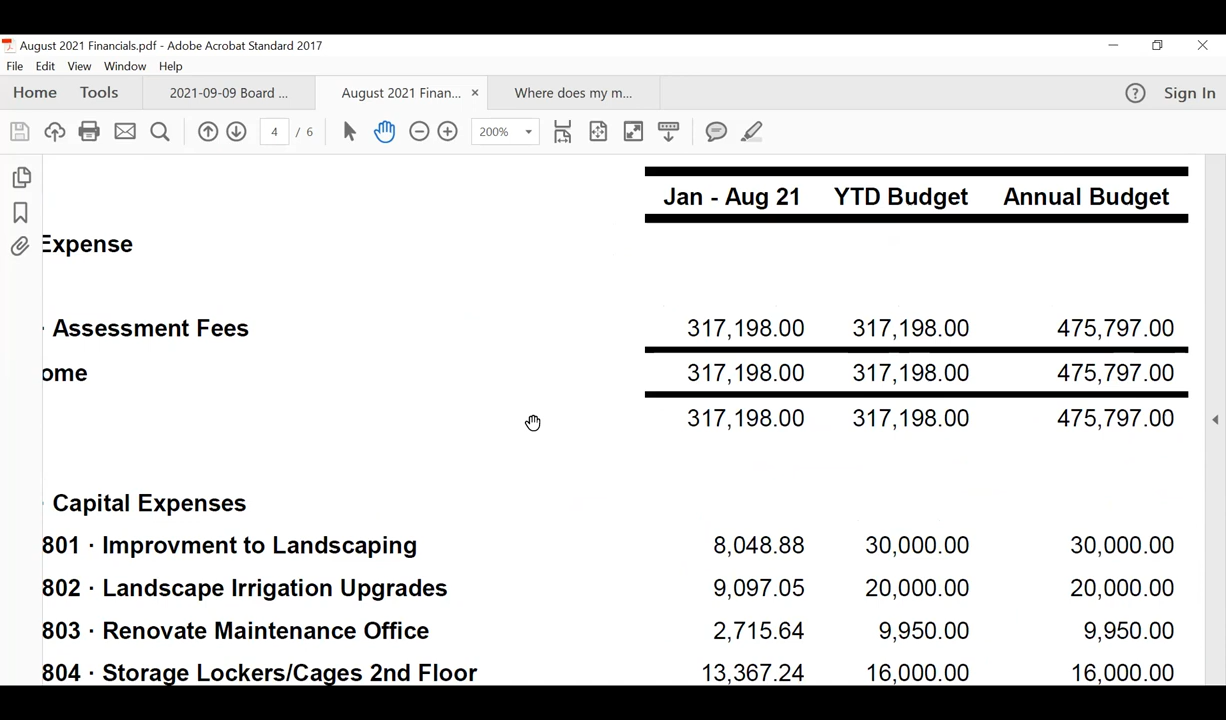 August 2021 Financials.pdf - Adobe Acrobat Standard 2017
File Edit View Window Help
Home Tools 2021-09-09 Board ... August 2021 Finan... × Where does my m... ? Sign In
4 / 6 200%
Jan - Aug 21 YTD Budget Annual Budget
Expense
· Assessment Fees 317,198.00 317,198.00 475,797.00
ome 317,198.00 317,198.00 475,797.00
317,198.00 317,198.00 475,797.00
· Capital Expenses
801 · Improvment to Landscaping 8,048.88 30,000.00 30,000.00
802 · Landscape Irrigation Upgrades 9,097.05 20,000.00 20,000.00
803 · Renovate Maintenance Office 2,715.64 9,950.00 9,950.00
804 · Storage Lockers/Cages 2nd Floor 13,367.24 16,000.00 16,000.00